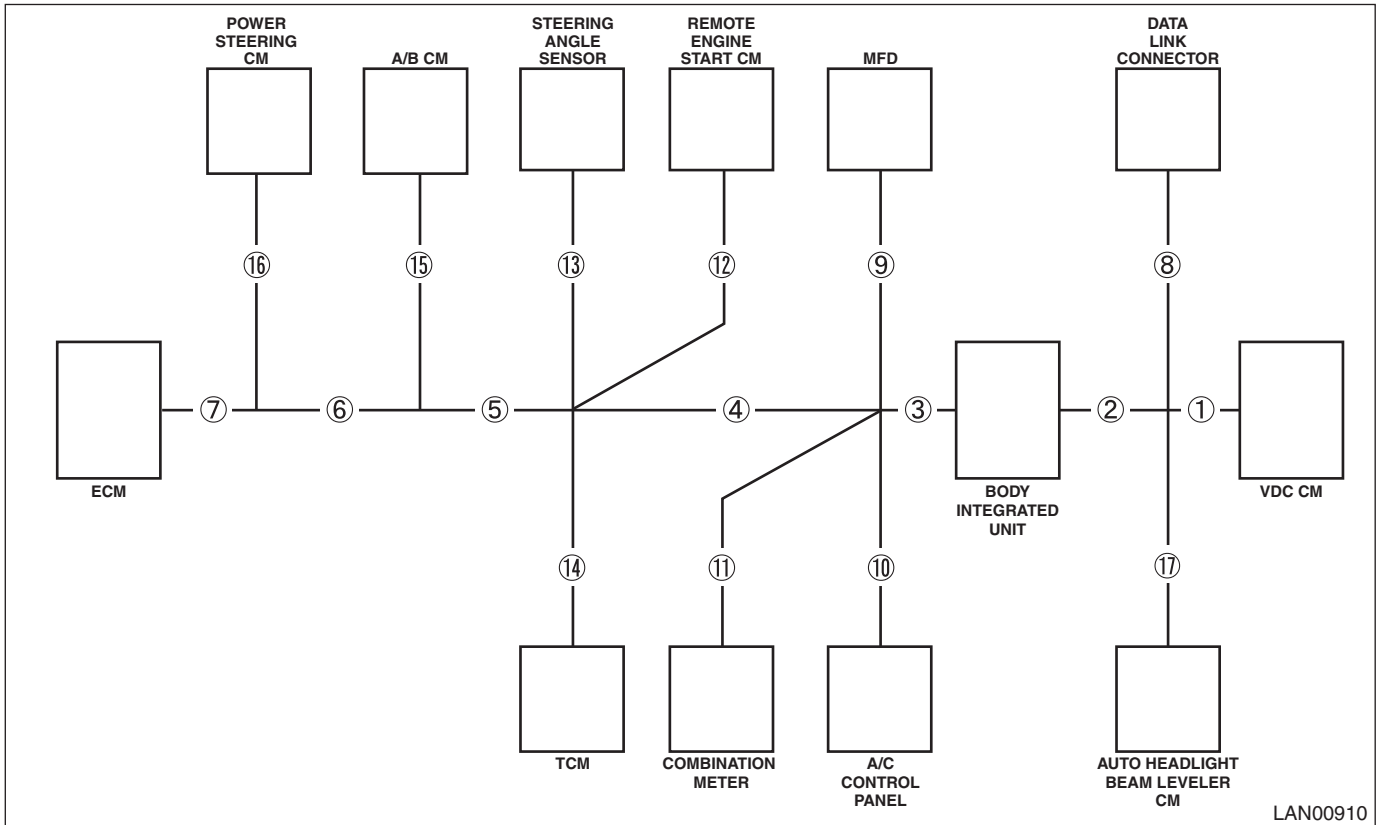 POWER
STEERING
CM
A/B CM
STEERING
ANGLE
SENSOR
REMOTE
ENGINE
START CM
MFD
DATA
LINK
CONNECTOR
⑯
⑮
⑬
⑫
⑨
⑧
⑦
⑥
⑤
④
③
②
①
ECM
BODY
INTEGRATED
UNIT
VDC CM
⑭
⑪
⑩
⑰
TCM
COMBINATION
METER
A/C
CONTROL
PANEL
AUTO HEADLIGHT
BEAM LEVELER
CM
LAN00910